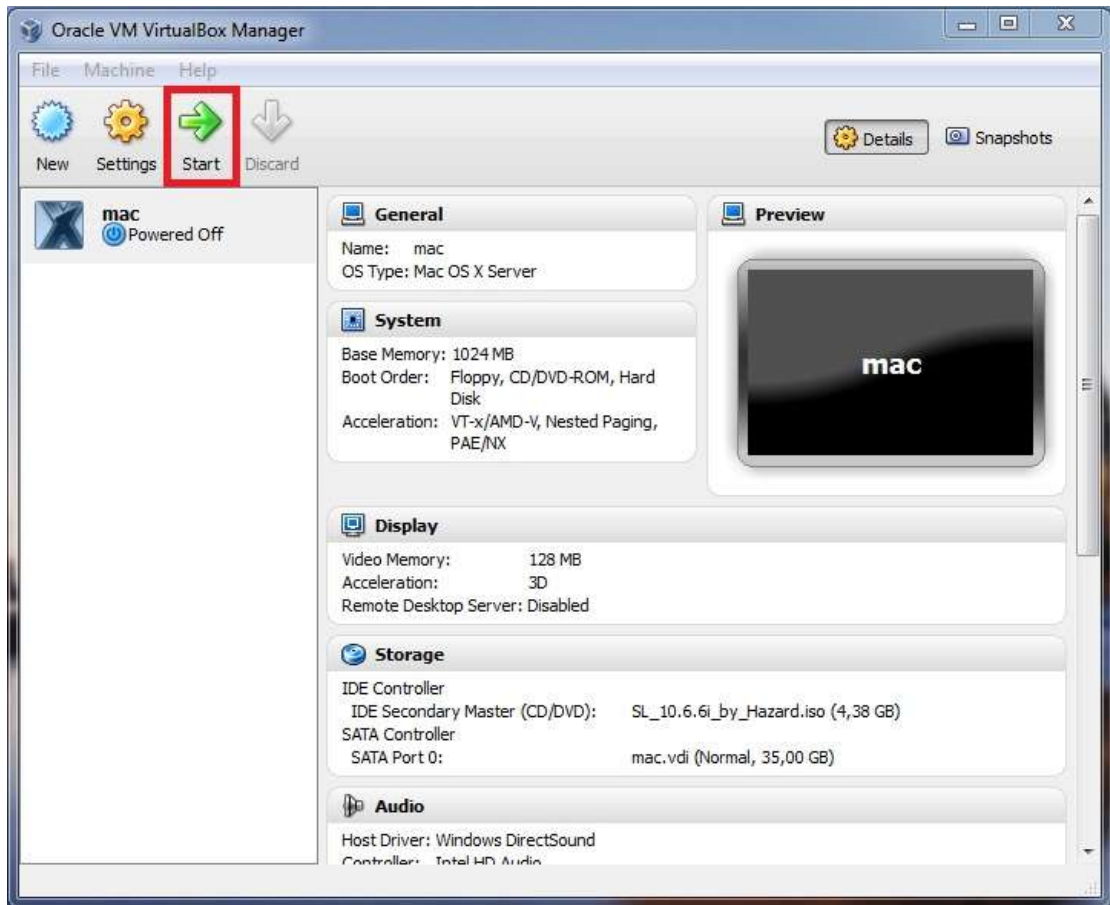 Oracle VM VirtualBox Manager
File Machine Help
New Settings Start Discard
Details Snapshots
mac
Powered Off
General
Name: mac
OS Type: Mac OS X Server
System
Base Memory: 1024 MB
Boot Order: Floppy, CD/DVD-ROM, Hard
Disk
Acceleration: VT-x/AMD-V, Nested Paging,
PAE/NX
Preview
mac
Display
Video Memory: 128 MB
Acceleration: 3D
Remote Desktop Server: Disabled
Storage
IDE Controller
IDE Secondary Master (CD/DVD): SL_10.6.6i_by_Hazard.iso (4,38 GB)
SATA Controller
SATA Port 0: mac.vdi (Normal, 35,00 GB)
Audio
Host Driver: Windows DirectSound
Controller: Intel HD Audio